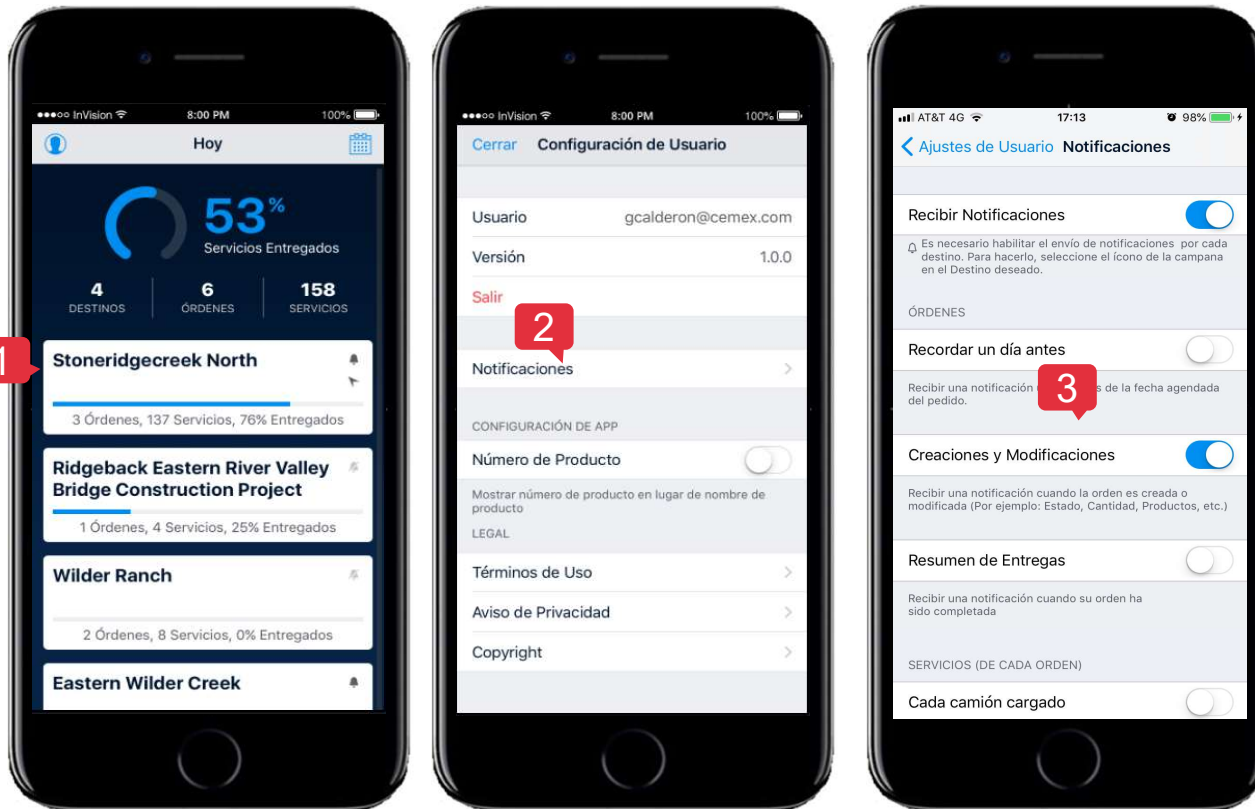 InVision 8:00 PM 100%
Hoy
53%
Servicios Entregados
4 6 158
DESTINOS ÓRDENES SERVICIOS
1
Stoneridgecreek North
3 Órdenes, 137 Servicios, 76% Entregados
Ridgeback Eastern River Valley
Bridge Construction Project
1 Órdenes, 4 Servicios, 25% Entregados
Wilder Ranch
2 Órdenes, 8 Servicios, 0% Entregados
Eastern Wilder Creek
InVision 8:00 PM 100%
Cerrar Configuración de Usuario
Usuario gcalderon@cemex.com
Versión 1.0.0
Salir
2
Notificaciones
CONFIGURACIÓN DE APP
Número de Producto
Mostrar número de producto en lugar de nombre de
producto
LEGAL
Términos de Uso
Aviso de Privacidad
Copyright
AT&T 4G 17:13 98%
Ajustes de Usuario Notificaciones
Recibir Notificaciones
Es necesario habilitar el envío de notificaciones por cada
destino. Para hacerlo, seleccione el ícono de la campana
en el Destino deseado.
ÓRDENES
Recordar un día antes
Recibir una notificación de la fecha agendada
del pedido.
3
Creaciones y Modificaciones
Recibir una notificación cuando la orden es creada o
modificada (Por ejemplo: Estado, Cantidad, Productos, etc.)
Resumen de Entregas
Recibir una notificación cuando su orden ha
sido completada
SERVICIOS (DE CADA ORDEN)
Cada camión cargado